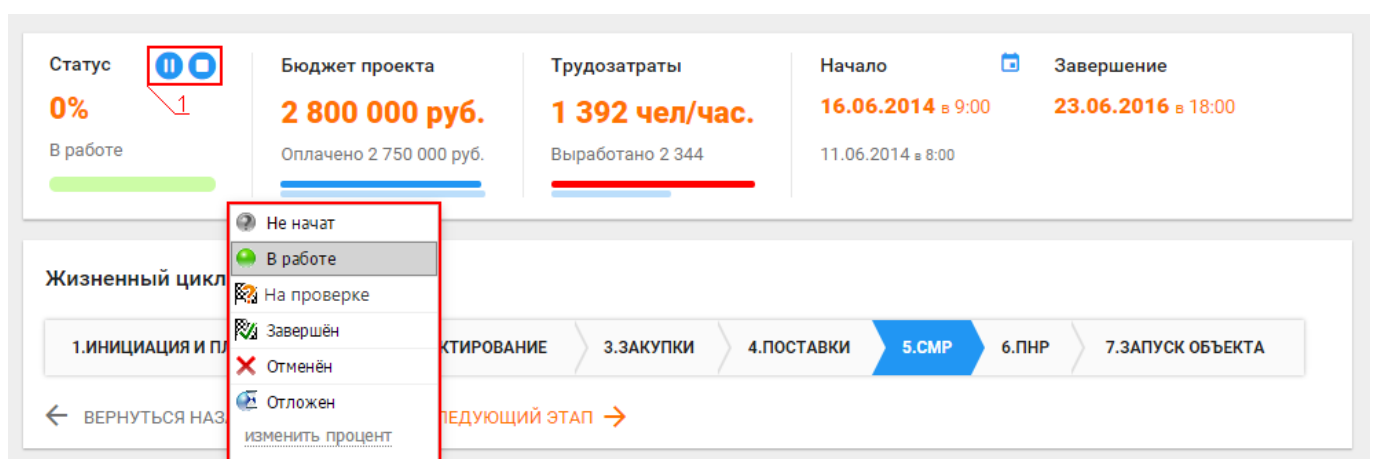 Статус
1
0%
В работе
Бюджет проекта
2 800 000 руб.
Оплачено 2 750 000 руб.
Трудозатраты
1 392 чел/час.
Выработано 2 344
Начало
16.06.2014 в 9:00
11.06.2014 в 8:00
Завершение
23.06.2016 в 18:00
Не начат
В работе
На проверке
Завершён
Отменён
Отложен
изменить процент
Жизненный цикл
1.ИНИЦИАЦИЯ И ПЛ КТИРОВАНИЕ 3.ЗАКУПКИ 4.ПОСТАВКИ 5.СМР 6.ПНР 7.ЗАПУСК ОБЪЕКТА
ВЕРНУТЬСЯ НАЗА ЛЕДУЮЩИЙ ЭТАП